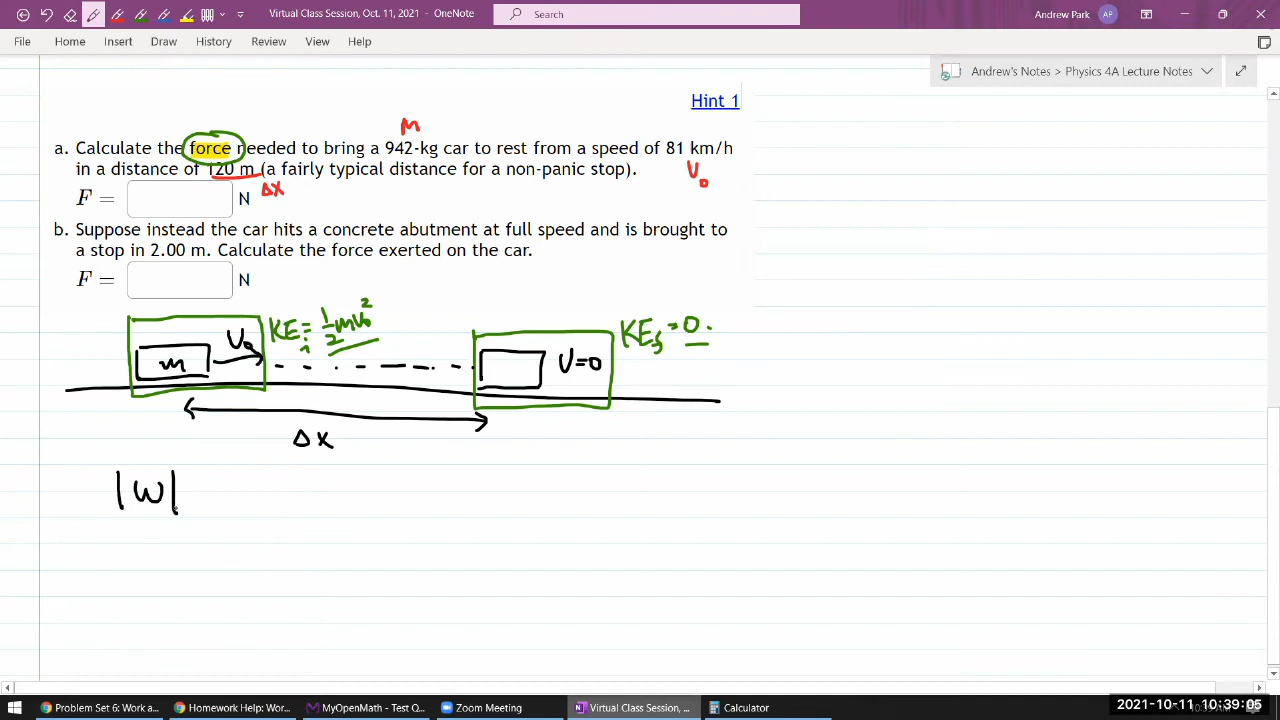 Virtual Class Session, Oct. 11, 2021 - OneNote
Search
Andrew Park
AP
File Home Insert Draw History Review View Help
Andrew's Notes > Physics 4A Lecture Notes
Hint 1
M
a. Calculate the force needed to bring a 942-kg car to rest from a speed of 81 km/h
in a distance of 120 m (a fairly typical distance for a non-panic stop).
Δx
V₀
F = N
b. Suppose instead the car hits a concrete abutment at full speed and is brought to
a stop in 2.00 m. Calculate the force exerted on the car.
F = N
m V₀ KEᵢ = ½mv₀² V=0 KE_f = 0.
Δx
|W|
Problem Set 6: Work a... Homework Help: Wor... MyOpenMath - Test Q... Zoom Meeting Virtual Class Session, ... Calculator
2021-10-11 10:39:05